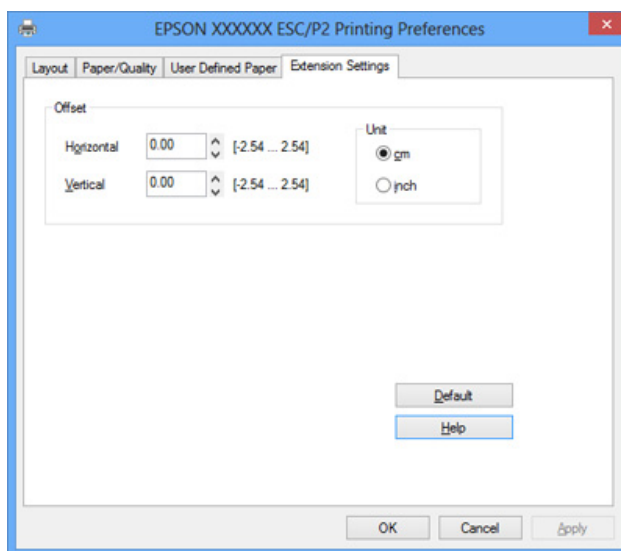 EPSON XXXXXX ESC/P2 Printing Preferences
Layout Paper/Quality User Defined Paper Extension Settings
Offset
Horizontal 0.00 [-2.54 ... 2.54]
Vertical 0.00 [-2.54 ... 2.54]
Unit
cm
inch
Default
Help
OK Cancel Apply